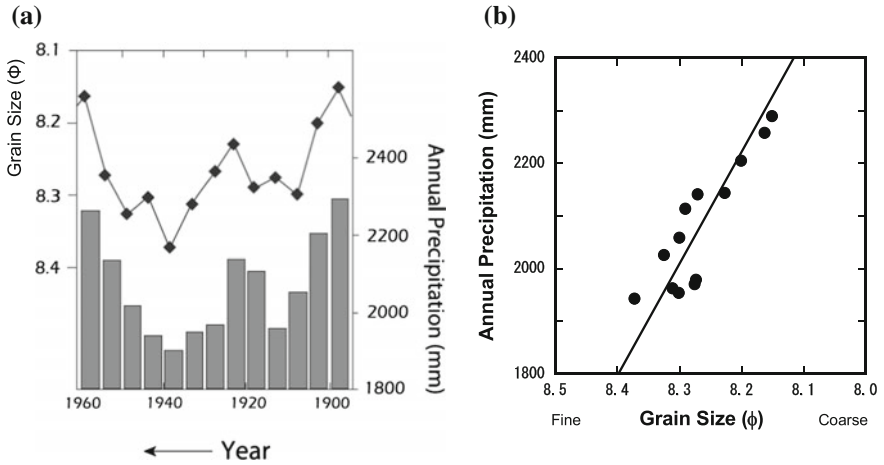 (a)
8.1
8.2
8.3
8.4
Grain Size (Φ)
2400
2200
2000
1800
Annual Precipitation (mm)
1960 1940 1920 1900
Year
(b)
2400
2200
2000
1800
Annual Precipitation (mm)
8.5 8.4 8.3 8.2 8.1 8.0
Fine Grain Size (ϕ) Coarse